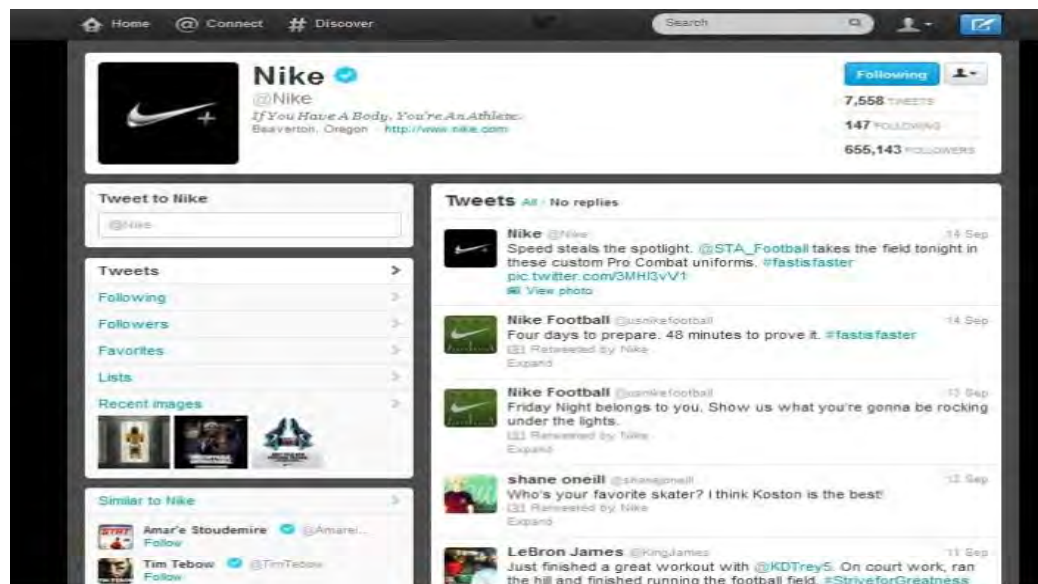 Home @ Connect # Discover Search
Nike
@Nike
If You Have A Body, You're An Athlete.
Beaverton, Oregon · http://www.nike.com
Following
7,558 TWEETS
147 FOLLOWING
655,143 FOLLOWERS
Tweet to Nike
@Nike
Tweets
Following
Followers
Favorites
Lists
Recent images
Similar to Nike
Amar'e Stoudemire @Amarei...
Follow
Tim Tebow @TimTebow
Follow
Tweets All · No replies
Nike @Nike 14 Sep
Speed steals the spotlight. @STA_Football takes the field tonight in
these custom Pro Combat uniforms. #fastisfaster
pic.twitter.com/3MHI3vV1
View photo
Nike Football @usnikefootball 14 Sep
Four days to prepare. 48 minutes to prove it. #fastisfaster
Retweeted by Nike
Expand
Nike Football @usnikefootball 13 Sep
Friday Night belongs to you. Show us what you're gonna be rocking
under the lights.
Retweeted by Nike
Expand
shane oneill @shanejoneill 12 Sep
Who's your favorite skater? I think Koston is the best!
Retweeted by Nike
Expand
LeBron James @KingJames 11 Sep
Just finished a great workout with @KDTrey5. On court work, ran
the hill and finished running the football field. #StriveforGreatness